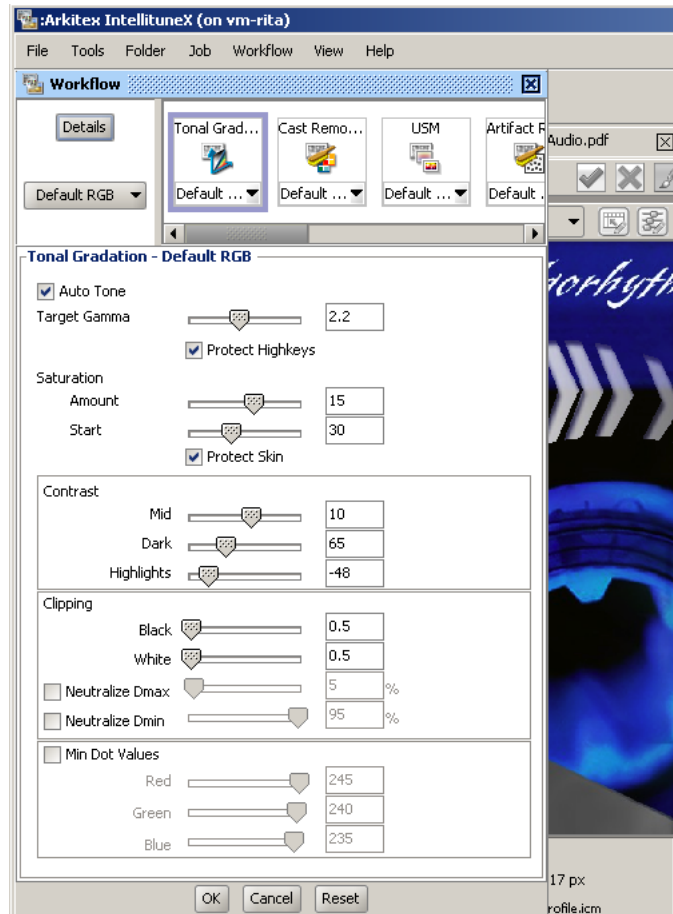 :Arkitex IntellituneX (on vm-rita)
File Tools Folder Job Workflow View Help
Workflow
Details
Default RGB
Tonal Grad... Cast Remo... USM Artifact R
Default ... Default ... Default ... Default .
Audio.pdf
Tonal Gradation - Default RGB
Auto Tone
Target Gamma 2.2
Protect Highkeys
Saturation
Amount 15
Start 30
Protect Skin
Contrast
Mid 10
Dark 65
Highlights -48
Clipping
Black 0.5
White 0.5
Neutralize Dmax 5 %
Neutralize Dmin 95 %
Min Dot Values
Red 245
Green 240
Blue 235
OK Cancel Reset
17 px
rofile.icm